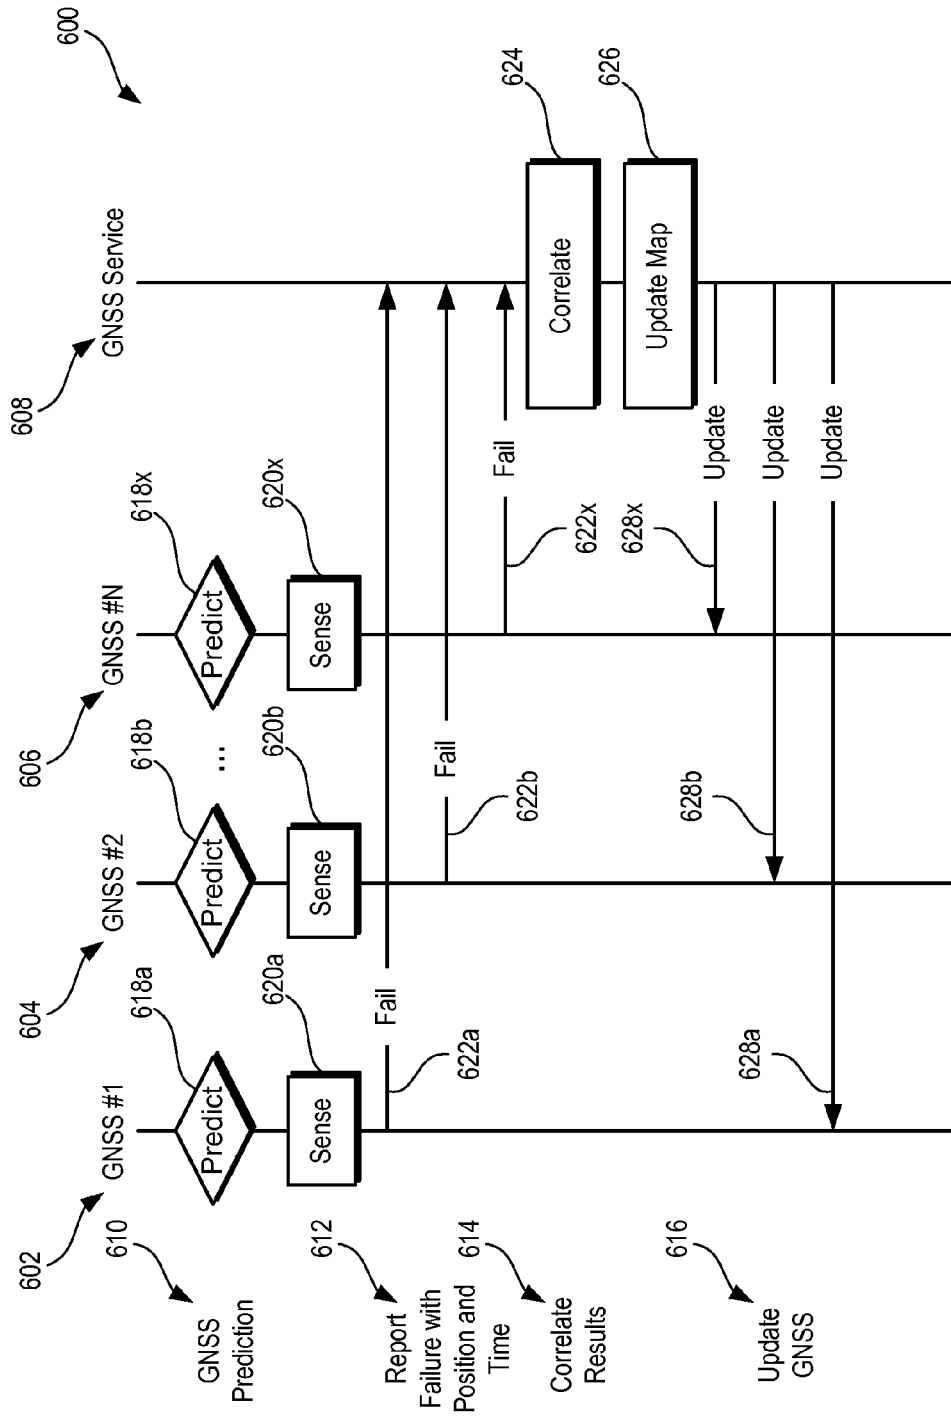 600
602
GNSS #1
604
GNSS #2
606
GNSS #N
608
GNSS Service
610
GNSS
Prediction
618a
Predict
618b
Predict
...
618x
Predict
620a
Sense
620b
Sense
620x
Sense
612
Report
Failure with
Position and
Time
Fail
622a
Fail
622b
Fail
622x
614
Correlate
Results
Correlate
624
Update Map
626
616
Update
GNSS
628x
Update
628b
Update
628a
Update